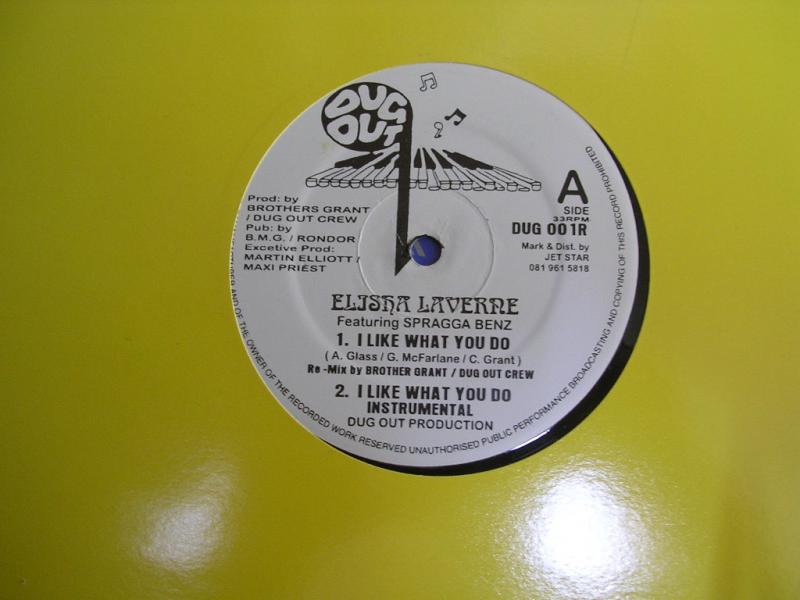 DUG
OUT
Prod: by
BROTHERS GRANT
/ DUG OUT CREW
Pub: by
B.M.G. / RONDOR
Excetive Prod:
MARTIN ELLIOTT /
MAXI PRIEST
A
SIDE
33RPM
DUG 001R
Mark & Dist. by
JET STAR
081 961 5818
ELISHA LAVERNE
Featuring SPRAGGA BENZ
1. I LIKE WHAT YOU DO
( A. Glass / G. McFarlane / C. Grant )
Re -Mix by BROTHER GRANT / DUG OUT CREW
2. I LIKE WHAT YOU DO
INSTRUMENTAL
DUG OUT PRODUCTION
AND OF THE OWNER OF THE RECORDED WORK RESERVED UNAUTHORISED PUBLIC PERFORMANCE BROADCASTING AND COPYING OF THIS RECORD PROHIBITED